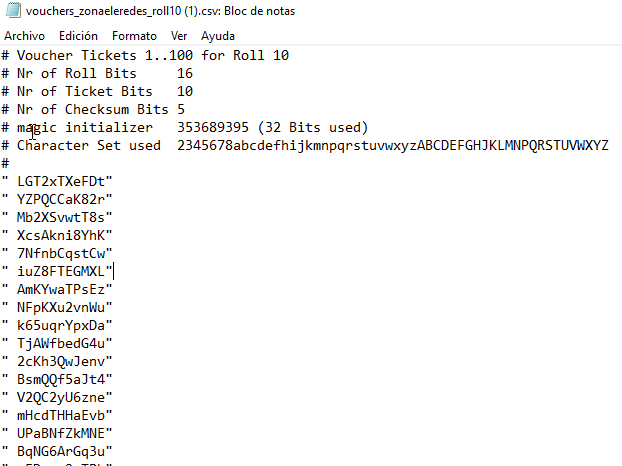 vouchers_zonaeleredes_roll10 (1).csv: Bloc de notas
Archivo Edición Formato Ver Ayuda
# Voucher Tickets 1..100 for Roll 10
# Nr of Roll Bits 16
# Nr of Ticket Bits 10
# Nr of Checksum Bits 5
# magic initializer 353689395 (32 Bits used)
# Character Set used 2345678abcdefhijkmnpqrstuvwxyzABCDEFGHJKLMNPQRSTUVWXYZ
#
" LGT2xTXeFDt"
" YZPQCCaK82r"
" Mb2XSvwtT8s"
" XcsAkni8YhK"
" 7NfnbCqstCw"
" iuZ8FTEGMXL"
" AmKYwaTPsEz"
" NFpKXu2vnWu"
" k65uqrYpxDa"
" TjAWfbedG4u"
" 2cKh3QwJenv"
" BsmQQf5aJt4"
" V2QC2yU6zne"
" mHcdTHHaEvb"
" UPaBNfZkMNE"
" BqNG6ArGq3u"